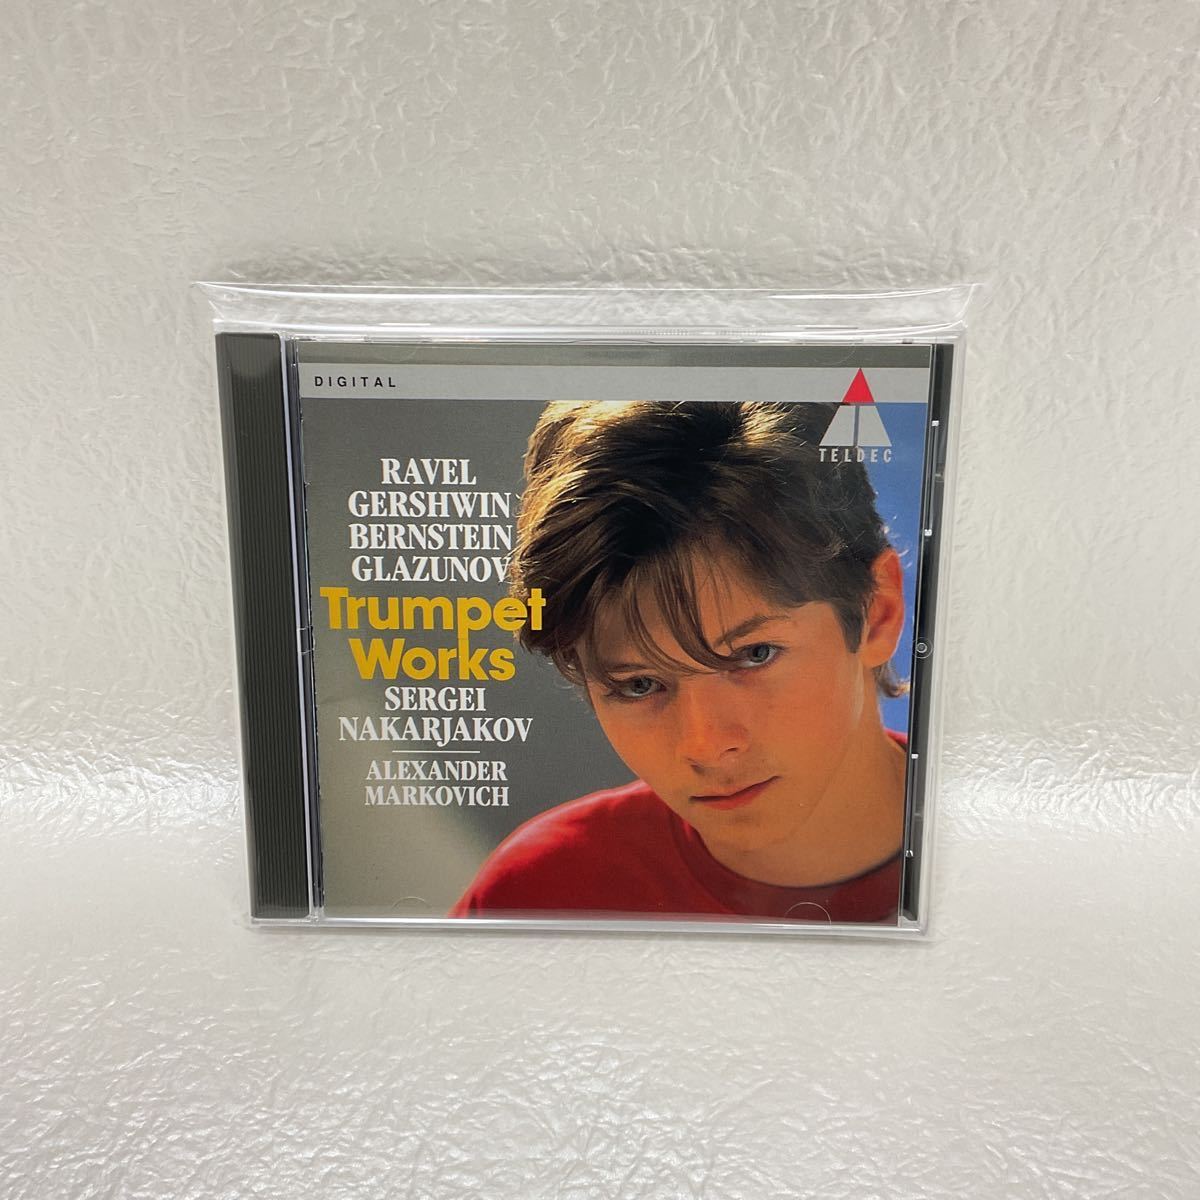 DIGITAL
TELDEC
RAVEL
GERSHWIN
BERNSTEIN
GLAZUNOV
Trumpet
Works
SERGEI
NAKARJAKOV
ALEXANDER
MARKOVICH